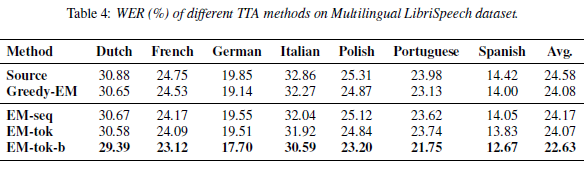 Table 4: WER (%) of different TTA methods on Multilingual LibriSpeech dataset.
Method Dutch French German Italian Polish Portuguese Spanish Avg.
Source 30.88 24.75 19.85 32.86 25.31 23.98 14.42 24.58
Greedy-EM 30.65 24.53 19.14 32.27 24.87 23.13 14.00 24.08
EM-seq 30.67 24.17 19.55 32.04 25.12 23.62 14.05 24.17
EM-tok 30.58 24.09 19.51 31.92 24.84 23.74 13.83 24.07
EM-tok-b 29.39 23.12 17.70 30.59 23.20 21.75 12.67 22.63